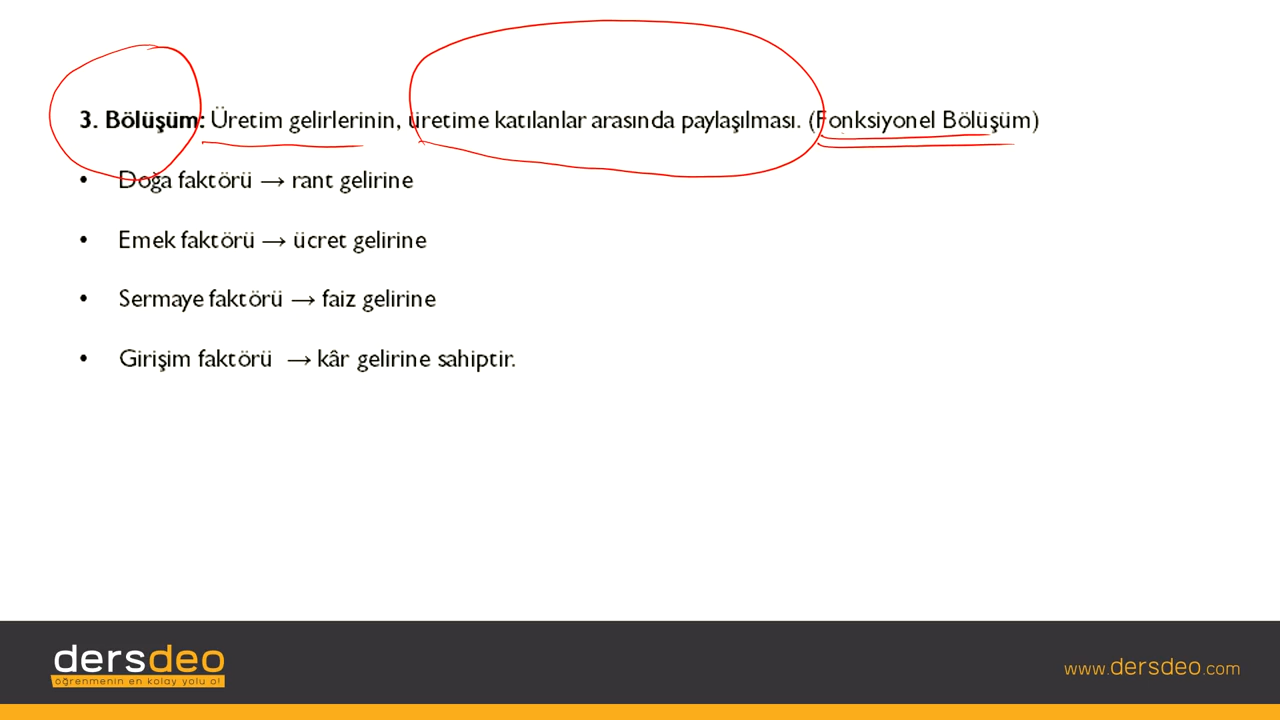 3. Bölüşüm: Üretim gelirlerinin, üretime katılanlar arasında paylaşılması. (Fonksiyonel Bölüşüm)
• Doğa faktörü → rant gelirine
• Emek faktörü → ücret gelirine
• Sermaye faktörü → faiz gelirine
• Girişim faktörü → kâr gelirine sahiptir.
dersdeo
öğrenmenin en kolay yolu o!
www.dersdeo.com